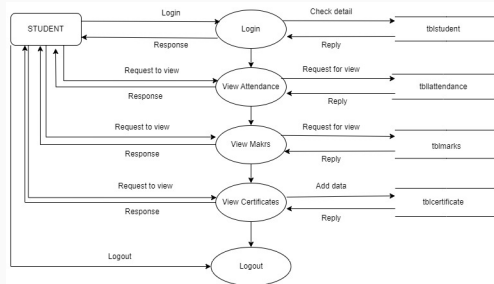 Login
Check detail
STUDENT
Login
tblstudent
Response
Reply
Request to view
Request for view
View Attendance
tbllattendance
Response
Reply
Request to view
Request for view
View Makrs
tblmarks
Response
Reply
Request to view
Add data
View Certificates
tblcertificate
Response
Reply
Logout
Logout